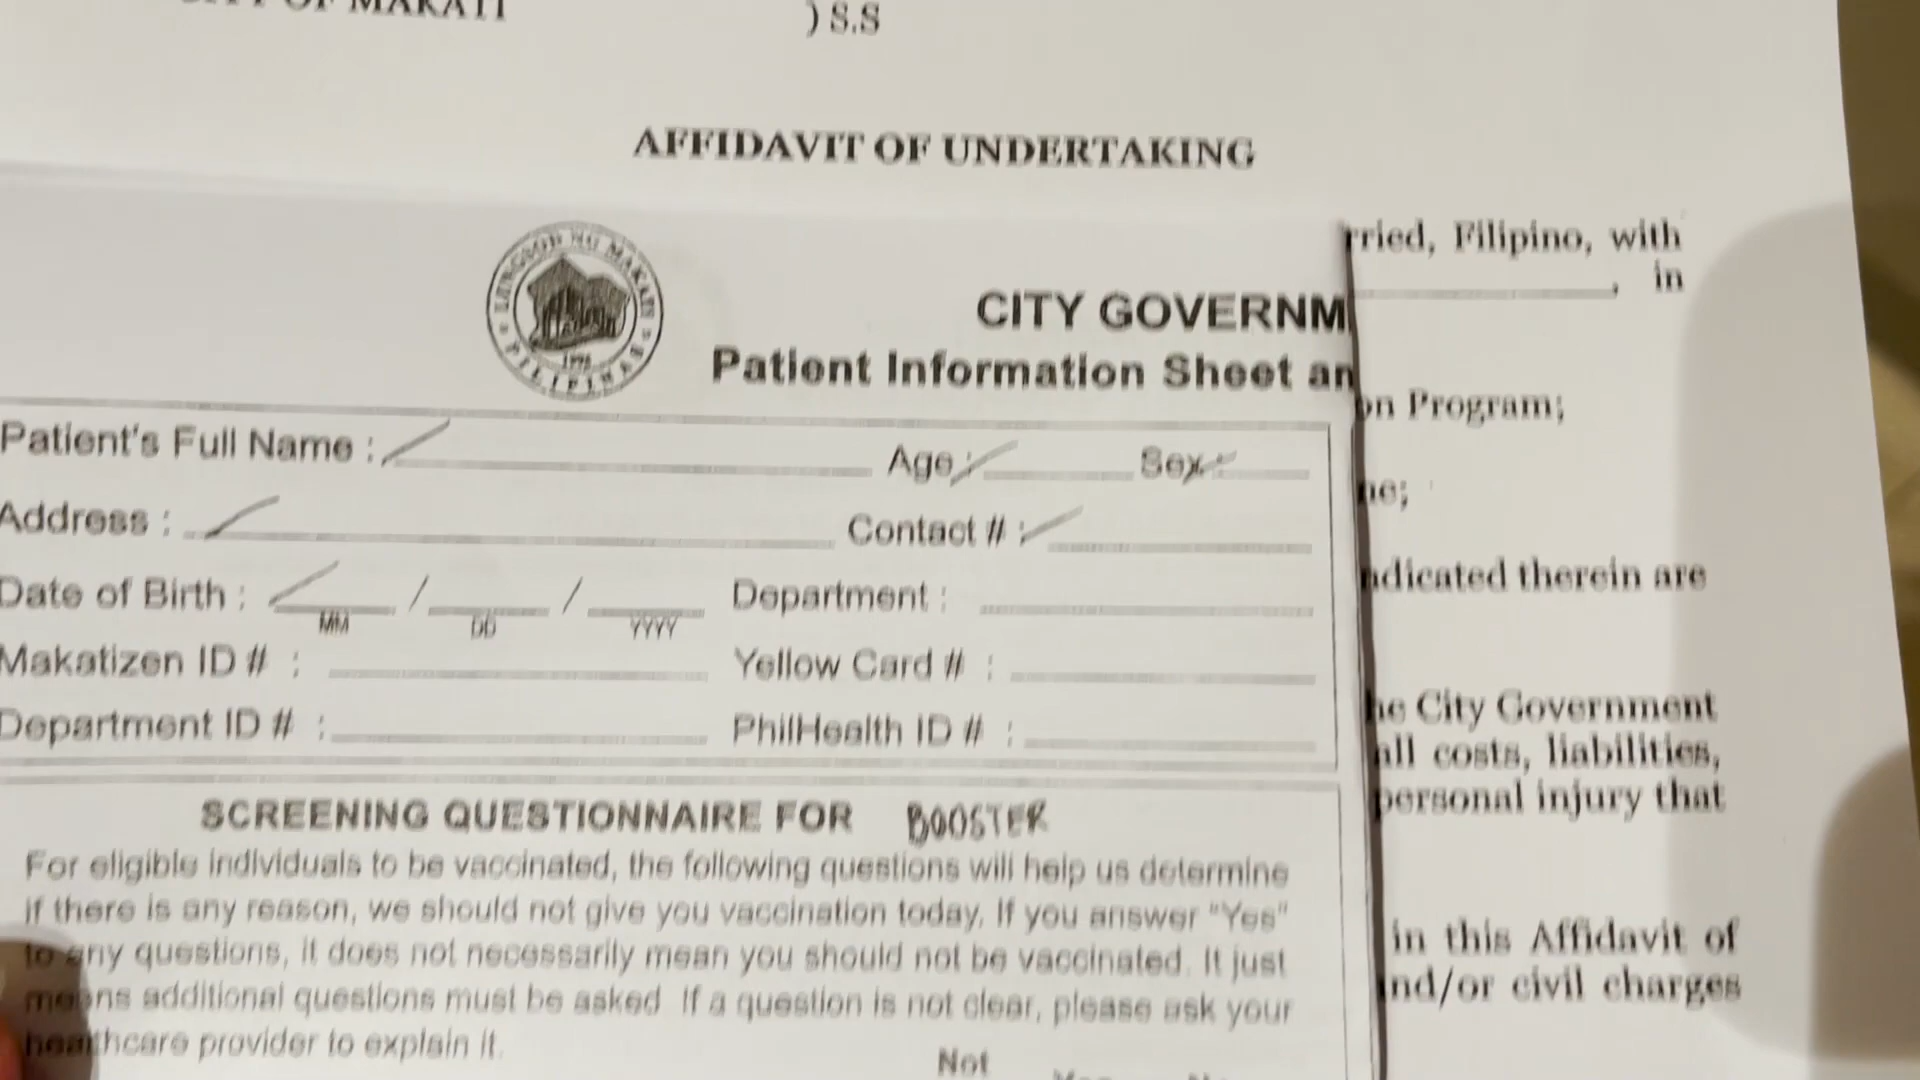 CITY OF MAKATI ) S.S
AFFIDAVIT OF UNDERTAKING
rried, Filipino, with
, in
on Program;
ne;
ndicated therein are
he City Government
all costs, liabilities,
personal injury that
in this Affidavit of
nd/or civil charges
LUNGSOD NG MAKATI
PILIPINAS
CITY GOVERNM
Patient Information Sheet an
Patient's Full Name : Age : Sex :
Address : Contact # :
Date of Birth : / / Department :
MM DD YYYY
Makatizen ID # : Yellow Card # :
Department ID # : PhilHealth ID # :
SCREENING QUESTIONNAIRE FOR BOOSTER
For eligible individuals to be vaccinated, the following questions will help us determine
if there is any reason, we should not give you vaccination today. If you answer "Yes"
to any questions, it does not necessarily mean you should not be vaccinated. It just
means additional questions must be asked. If a question is not clear, please ask your
healthcare provider to explain it.
Not